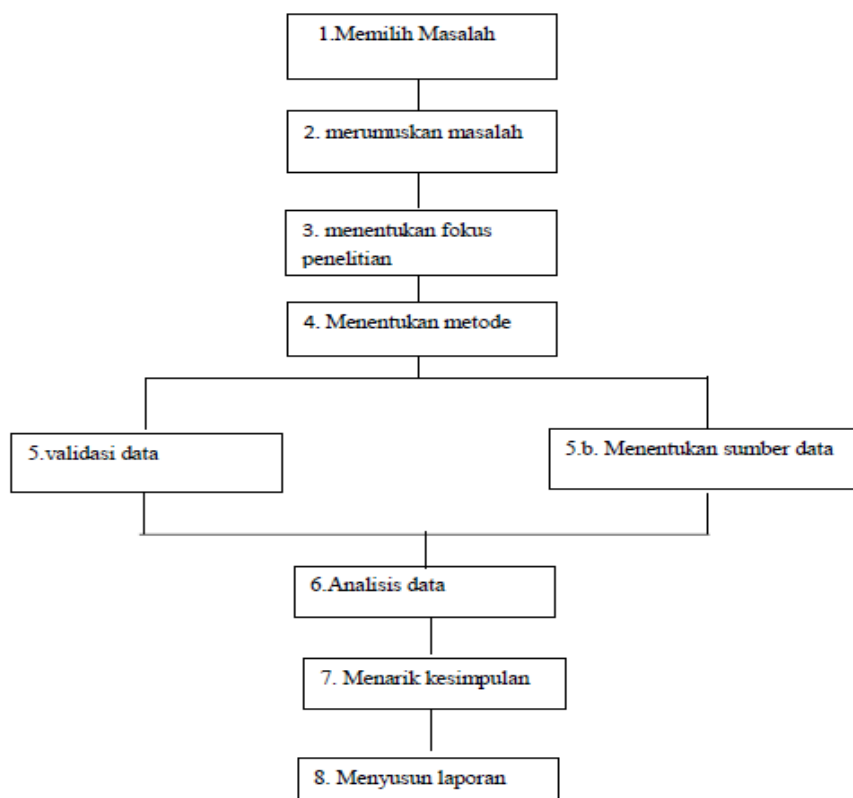 1.Memilih Masalah
2. merumuskan masalah
3. menentukan fokus
penelitian
4. Menentukan metode
5.validasi data
5.b. Menentukan sumber data
6.Analisis data
7. Menarik kesimpulan
8. Menyusun laporan